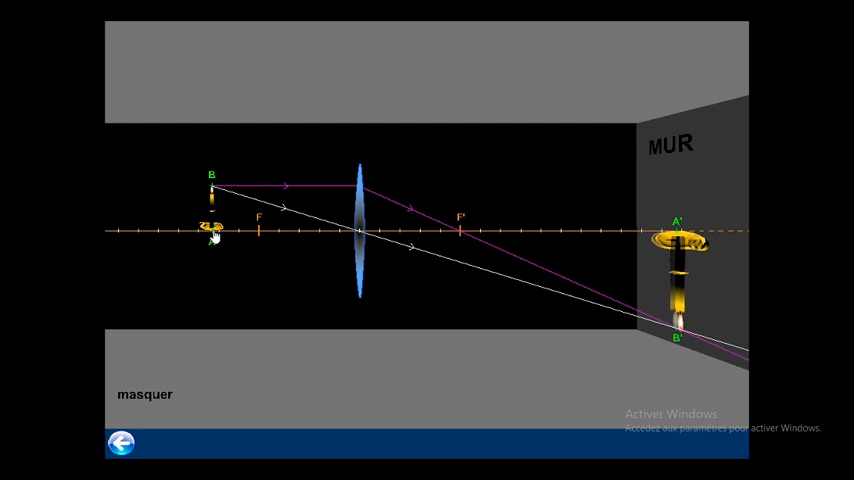 MUR
B
F
F'
A'
A
B'
masquer
Activer Windows
Accédez aux paramètres pour activer Windows.